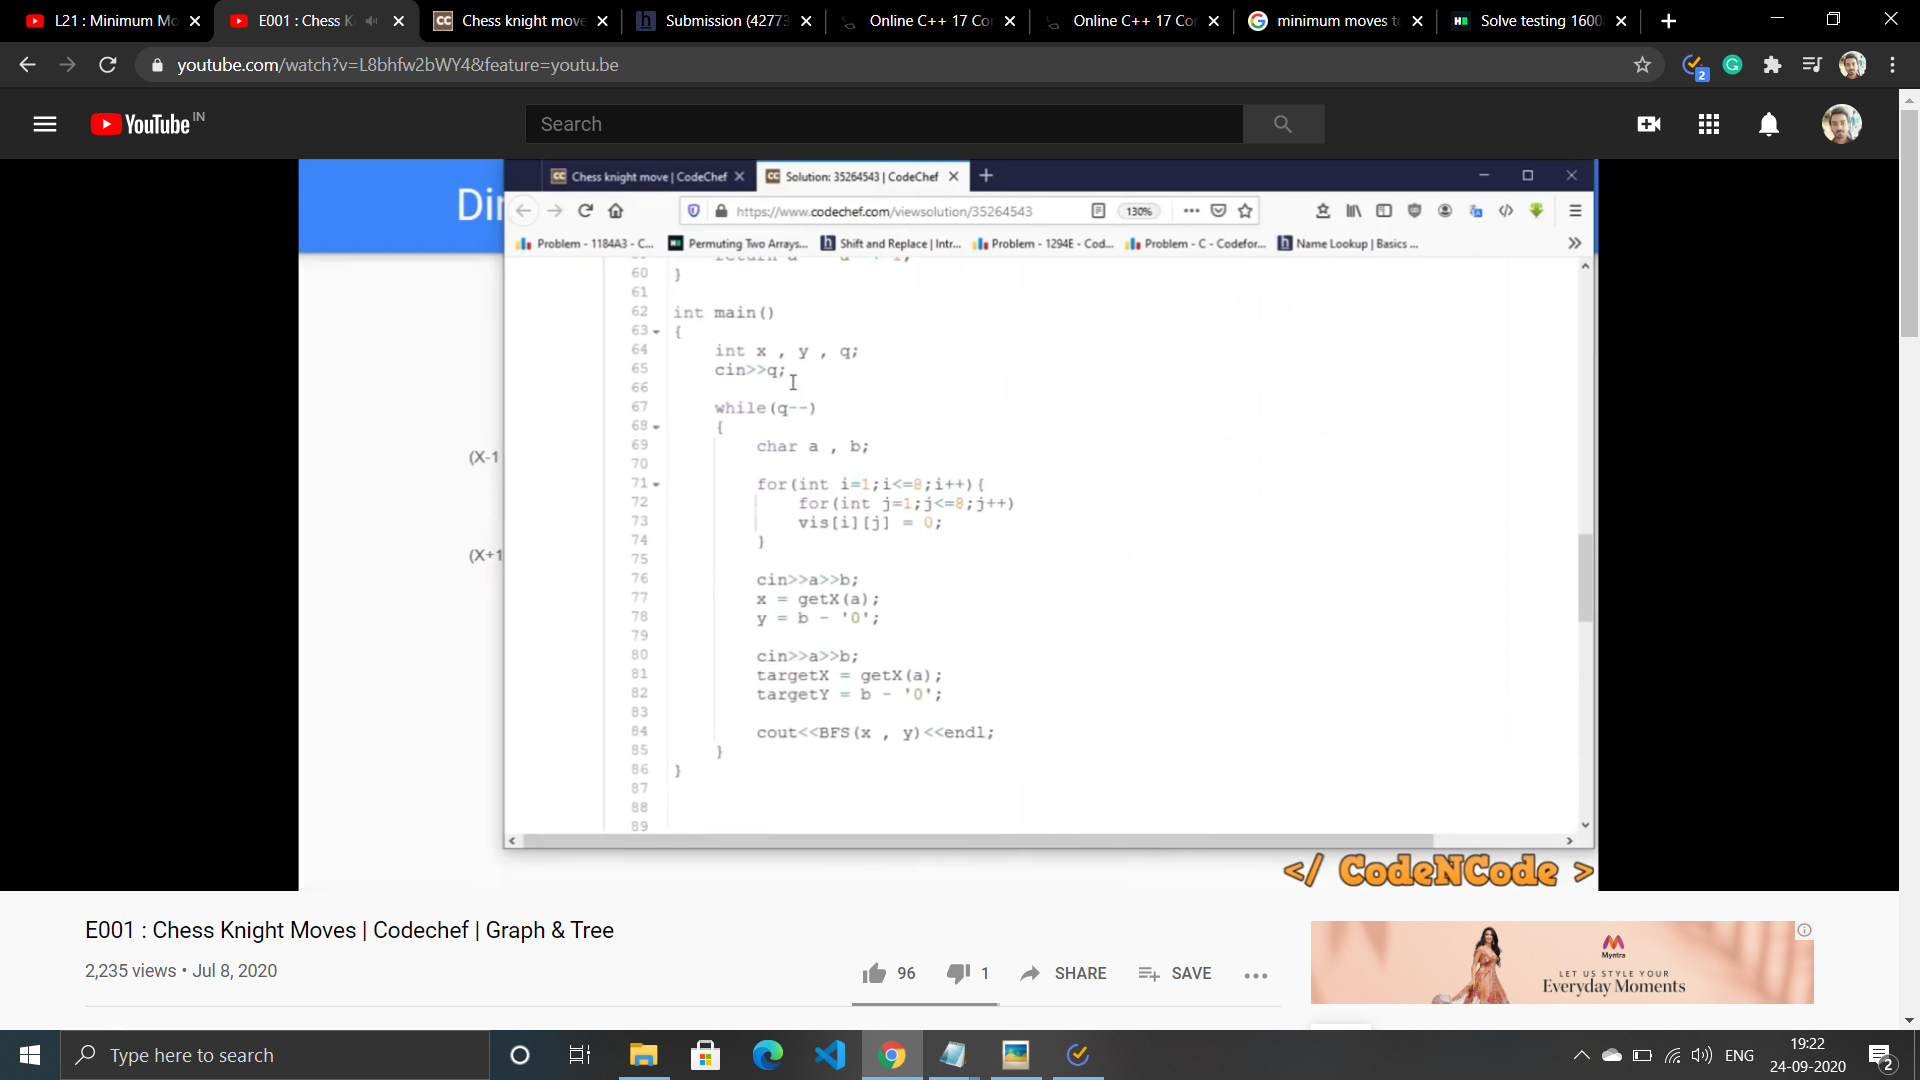 L21 : Minimum Mo
E001 : Chess K
Chess knight move
Submission (42773
Online C++ 17 Co
Online C++ 17 Co
minimum moves t
Solve testing 1600
youtube.com/watch?v=L8bhfw2bWY4&feature=youtu.be
2
YouTube IN
Search
Din
Chess knight move | CodeChef
Solution: 35264543 | CodeChef
https://www.codechef.com/viewsolution/35264543
130%
Problem - 1184A3 - C...
Permuting Two Arrays...
Shift and Replace | Intr...
Problem - 1294E - Cod...
Problem - C - Codefor...
Name Lookup | Basics ...
60 }
61
62 int main()
63 {
64 int x , y , q;
65 cin>>q;
66
67 while(q--)
68 {
69 char a , b;
70
71 for(int i=1;i<=8;i++){
72 for(int j=1;j<=8;j++)
73 vis[i][j] = 0;
74 }
75
76 cin>>a>>b;
77 x = getX(a);
78 y = b - '0';
79
80 cin>>a>>b;
81 targetX = getX(a);
82 targetY = b - '0';
83
84 cout<<BFS(x , y)<<endl;
85 }
86 }
87
88
89
(X-1
(X+1
</ CodeNCode >
E001 : Chess Knight Moves | Codechef | Graph & Tree
2,235 views • Jul 8, 2020
96
1
SHARE
SAVE
Myntra
LET US STYLE YOUR
Everyday Moments
Type here to search
ENG
19:22
24-09-2020
2